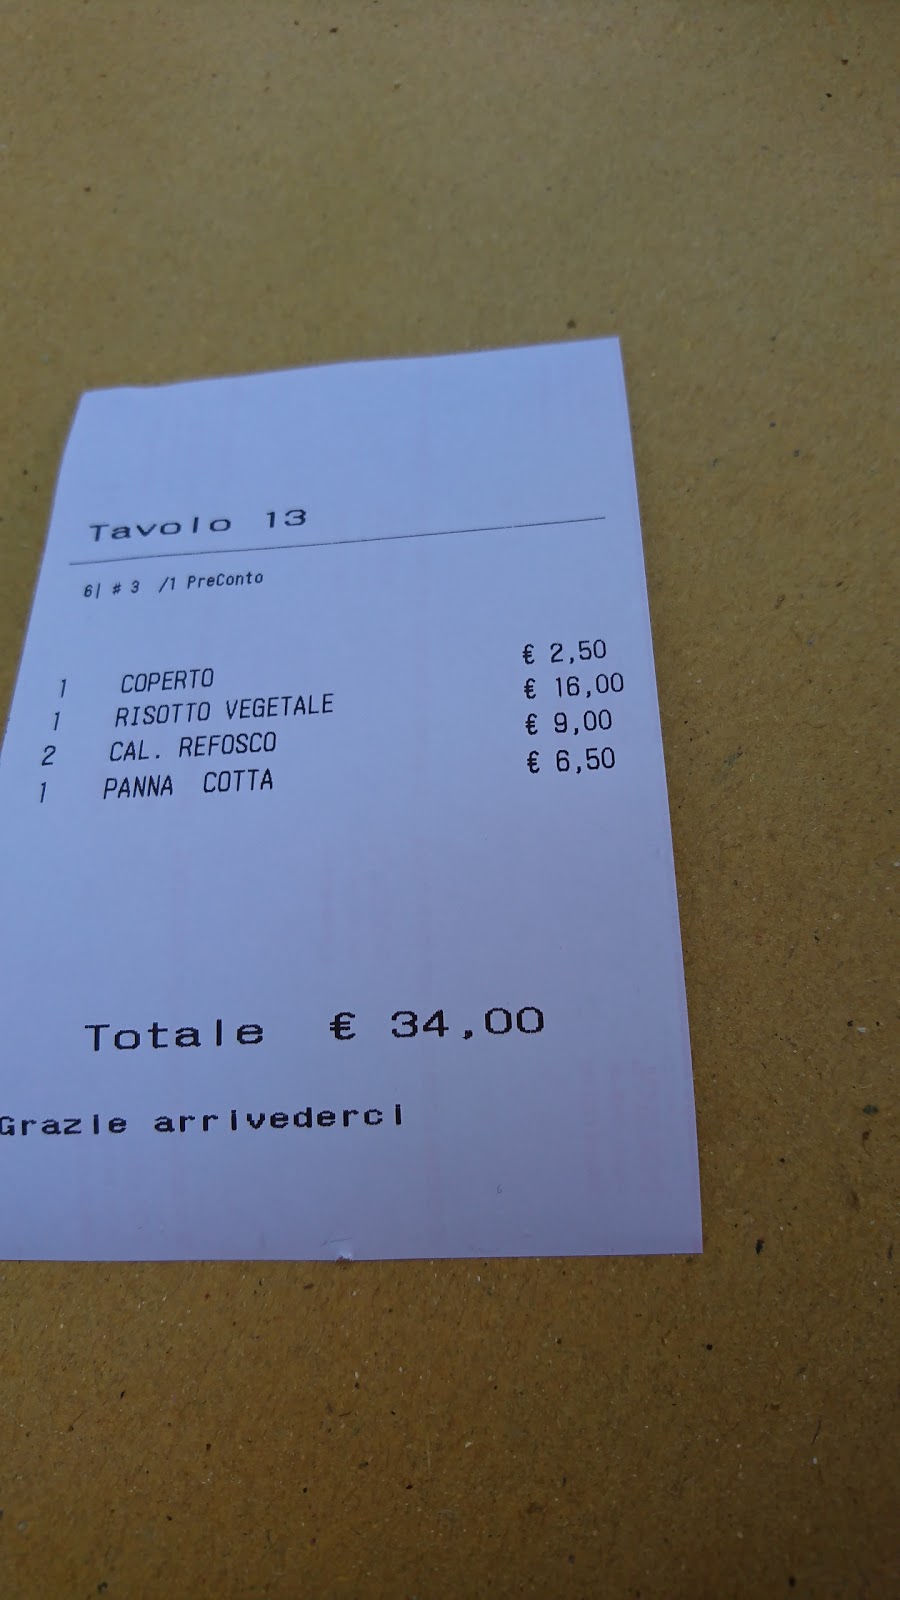 Tavolo 13
6| # 3 /1 PreConto
1 COPERTO € 2,50
1 RISOTTO VEGETALE € 16,00
2 CAL. REFOSCO € 9,00
1 PANNA COTTA € 6,50
Totale € 34,00
Grazie arrivederci